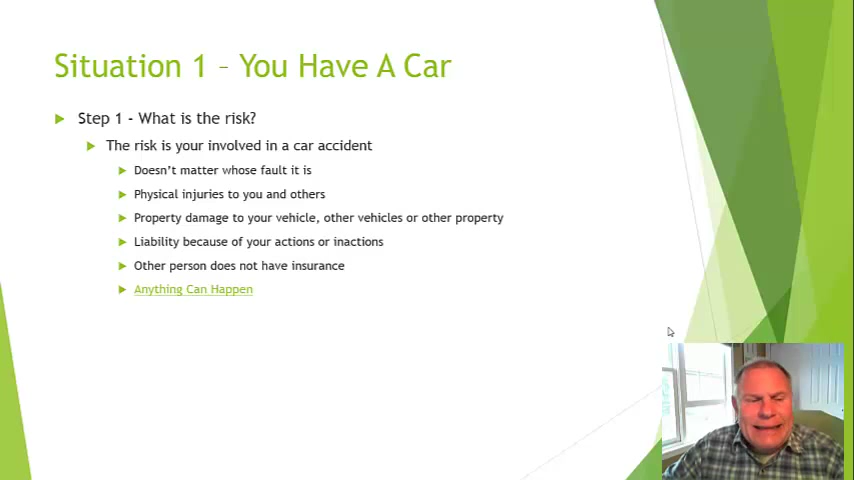 Situation 1 – You Have A Car
Step 1 - What is the risk?
The risk is your involved in a car accident
Doesn't matter whose fault it is
Physical injuries to you and others
Property damage to your vehicle, other vehicles or other property
Liability because of your actions or inactions
Other person does not have insurance
Anything Can Happen